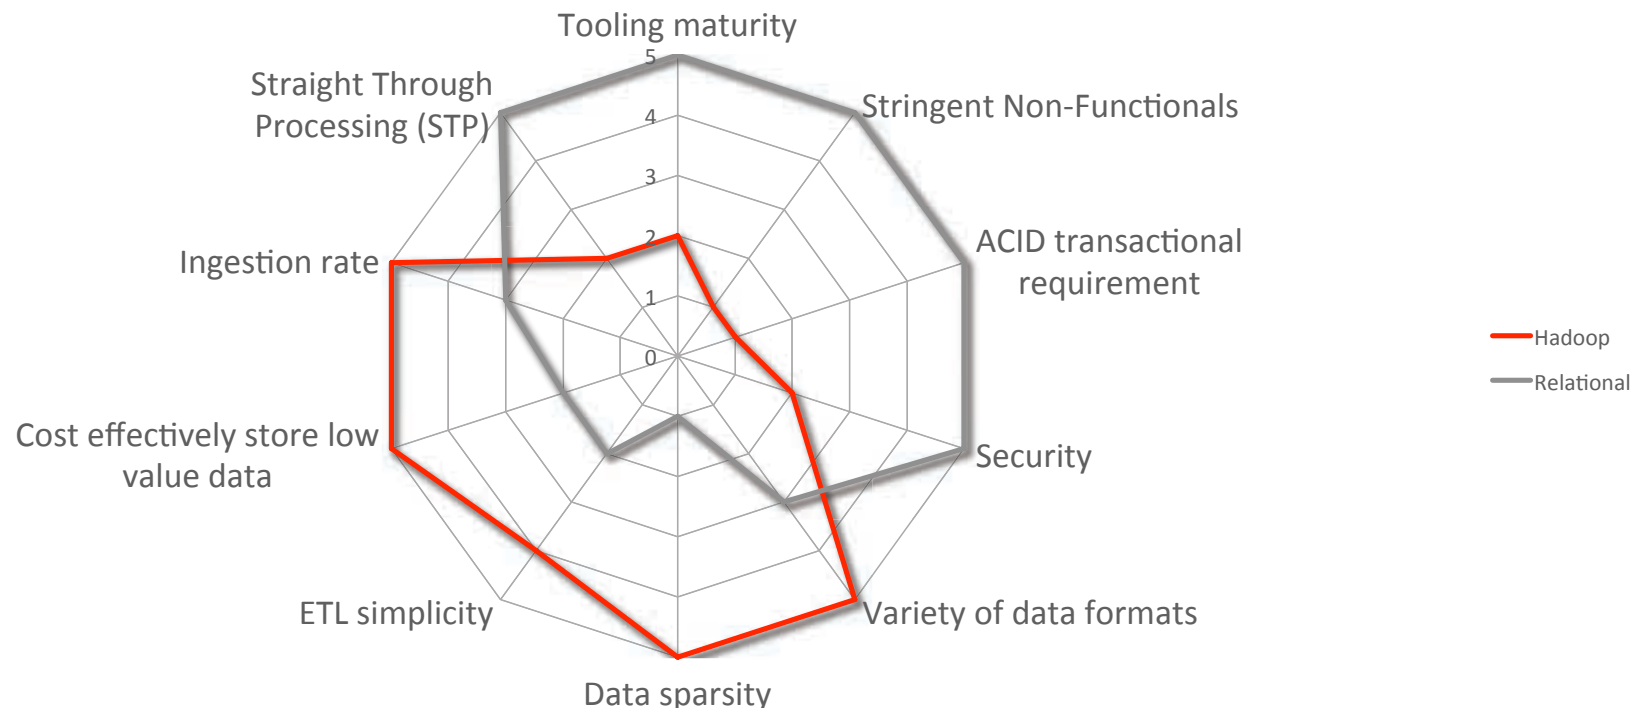 Tooling maturity
Straight Through
Processing (STP)
Stringent Non-Functionals
ACID transactional
requirement
Ingestion rate
Security
Cost effectively store low
value data
ETL simplicity
Variety of data formats
Data sparsity
5
4
3
2
1
0
Hadoop
Relational